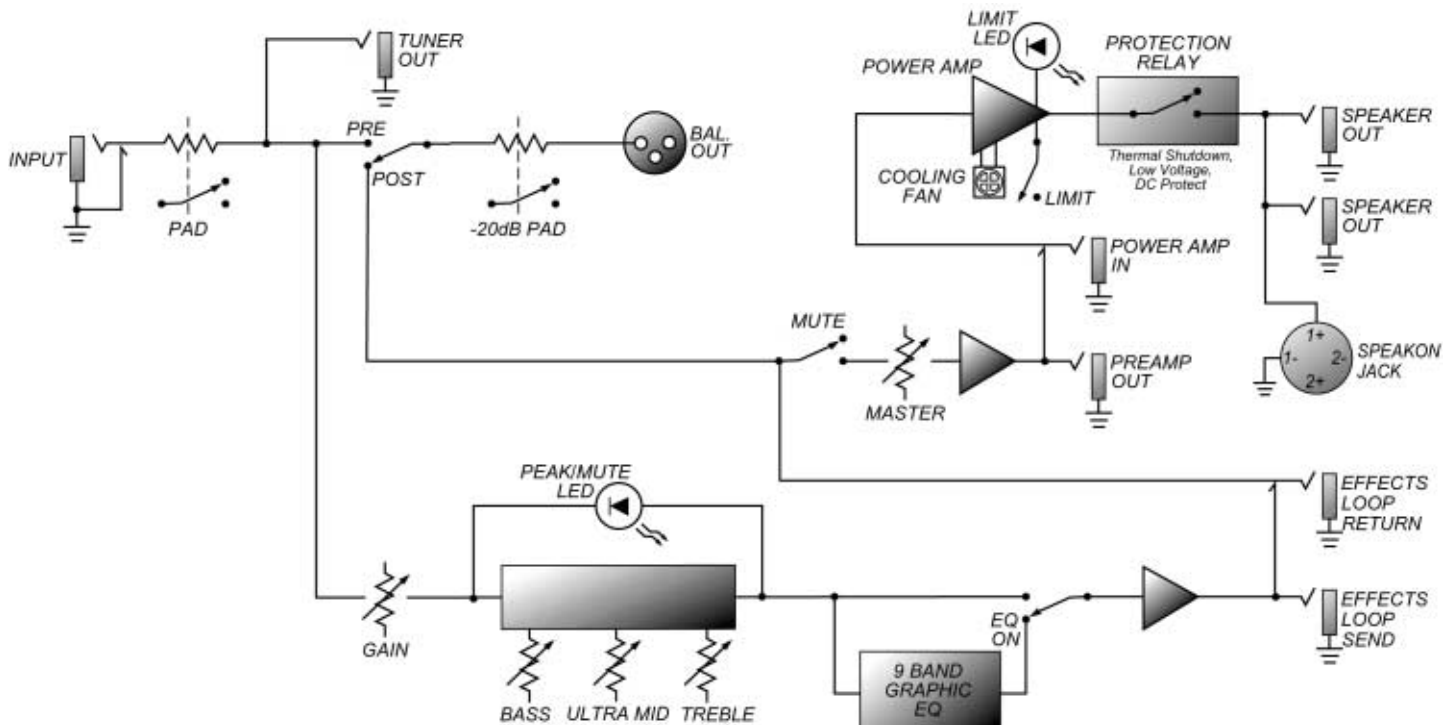 TUNER
OUT
INPUT
PAD
PRE
POST
-20dB PAD
BAL.
OUT
LIMIT
LED
POWER AMP
COOLING
FAN
LIMIT
PROTECTION
RELAY
Thermal Shutdown,
Low Voltage,
DC Protect
SPEAKER
OUT
SPEAKER
OUT
POWER AMP
IN
1+
1-
2-
2+
SPEAKON
JACK
MUTE
MASTER
PREAMP
OUT
PEAK/MUTE
LED
EFFECTS
LOOP
RETURN
GAIN
BASS
ULTRA MID
TREBLE
EQ
ON
9 BAND
GRAPHIC
EQ
EFFECTS
LOOP
SEND